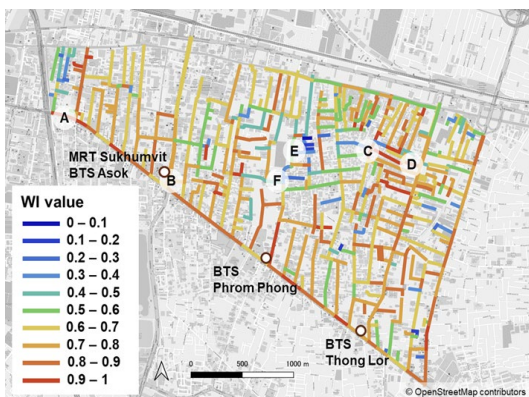 A
MRT Sukhumvit
BTS Asok
B
E
C
D
F
WI value
0 – 0.1
0.1 – 0.2
0.2 – 0.3
0.3 – 0.4
0.4 – 0.5
0.5 – 0.6
0.6 – 0.7
0.7 – 0.8
0.8 – 0.9
0.9 – 1
BTS
Phrom Phong
BTS
Thong Lor
0 500 1000 m
© OpenStreetMap contributors